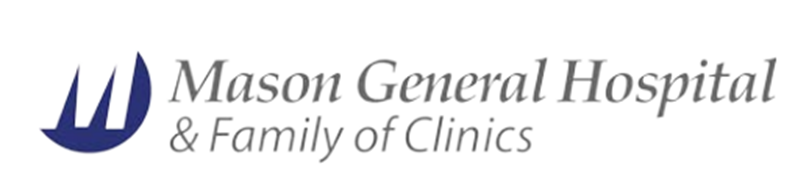 Mason General Hospital
& Family of Clinics